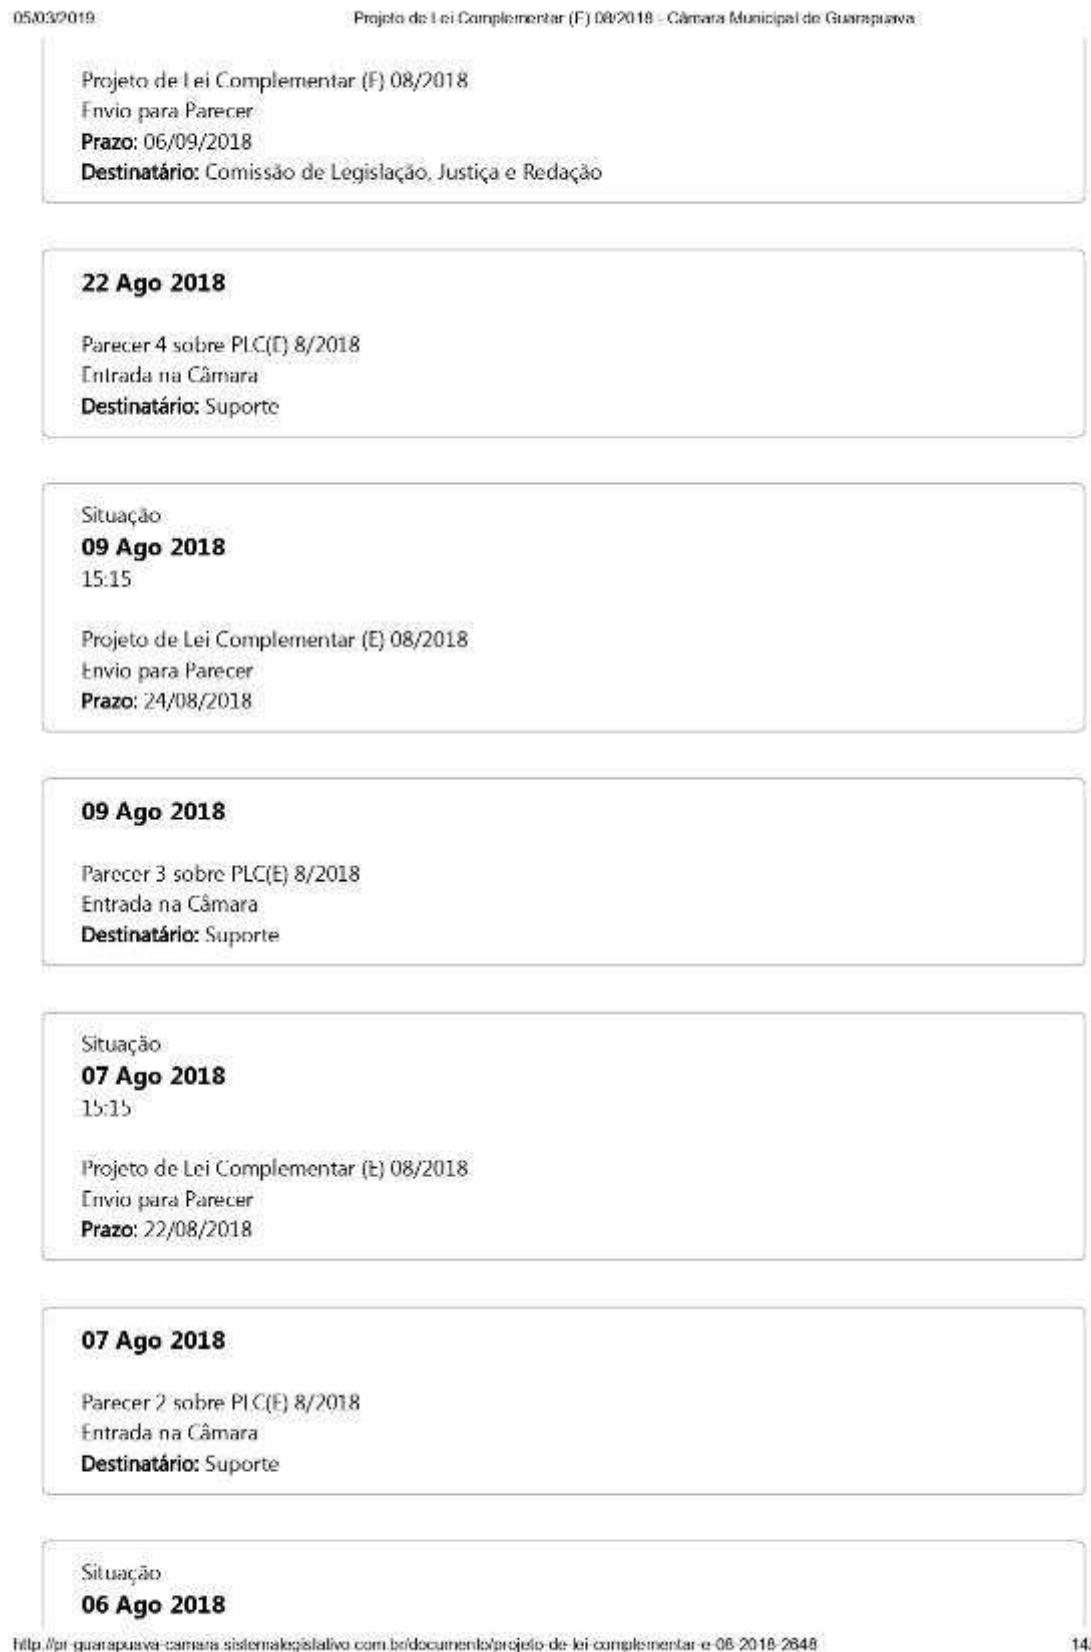 05/03/2019 Projeto de Lei Complementar (E) 08/2018 - Câmara Municipal de Guarapuava
Projeto de Lei Complementar (E) 08/2018
Envio para Parecer
Prazo: 06/09/2018
Destinatário: Comissão de Legislação, Justiça e Redação
22 Ago 2018
Parecer 4 sobre PLC(E) 8/2018
Entrada na Câmara
Destinatário: Suporte
Situação
09 Ago 2018
15:15
Projeto de Lei Complementar (E) 08/2018
Envio para Parecer
Prazo: 24/08/2018
09 Ago 2018
Parecer 3 sobre PLC(E) 8/2018
Entrada na Câmara
Destinatário: Suporte
Situação
07 Ago 2018
15:15
Projeto de Lei Complementar (E) 08/2018
Envio para Parecer
Prazo: 22/08/2018
07 Ago 2018
Parecer 2 sobre PLC(E) 8/2018
Entrada na Câmara
Destinatário: Suporte
Situação
06 Ago 2018
http://pr-guarapuava-camara.sistemalegislativo.com.br/documento/projeto-de-lei-complementar-e-08-2018-2648 14